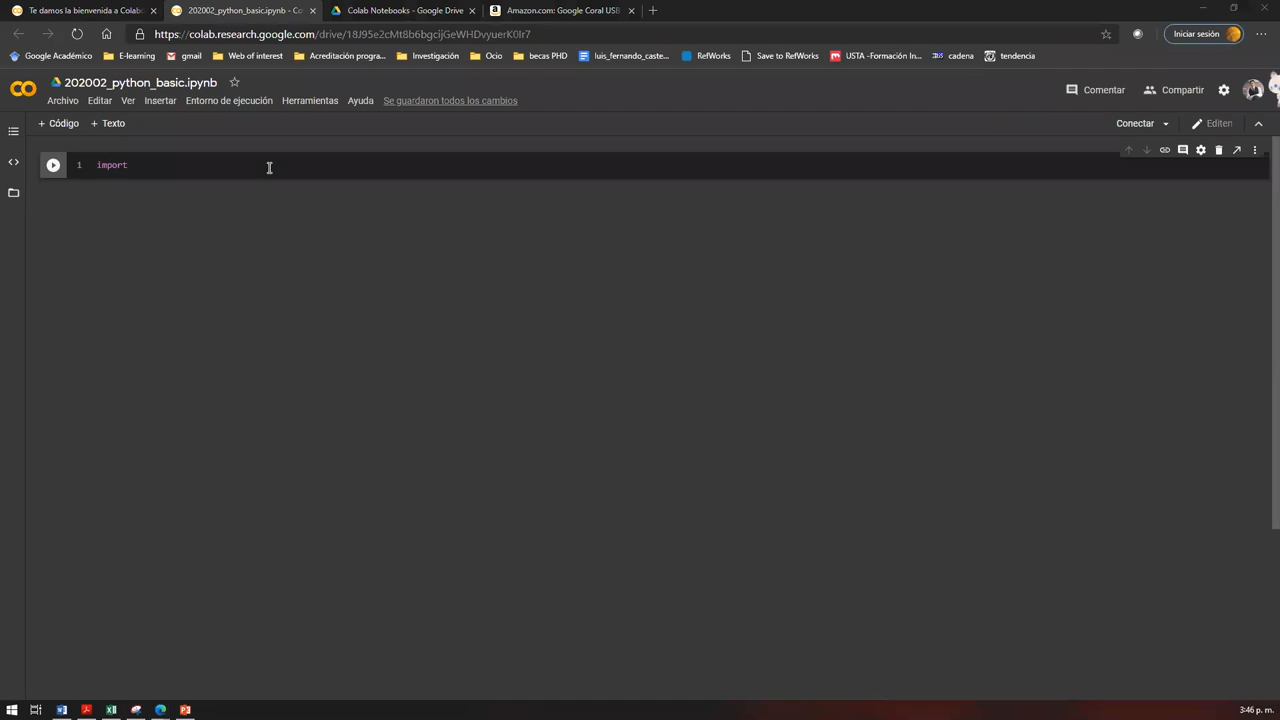 Te damos la bienvenida a Colabo
202002_python_basic.ipynb - Co
Colab Notebooks - Google Drive
Amazon.com: Google Coral USB
https://colab.research.google.com/drive/18J95e2cMt8b6bgcijGeWHDvyuerK0Ir7
Iniciar sesión
Google Académico
E-learning
gmail
Web of interest
Acreditación progra...
Investigación
Ocio
becas PHD
luis_fernando_caste...
RefWorks
Save to RefWorks
USTA -Formación In...
cadena
tendencia
202002_python_basic.ipynb
Archivo Editar Ver Insertar Entorno de ejecución Herramientas Ayuda Se guardaron todos los cambios
Comentar
Compartir
+ Código + Texto
Conectar
Editen
1 import
3:46 p. m.